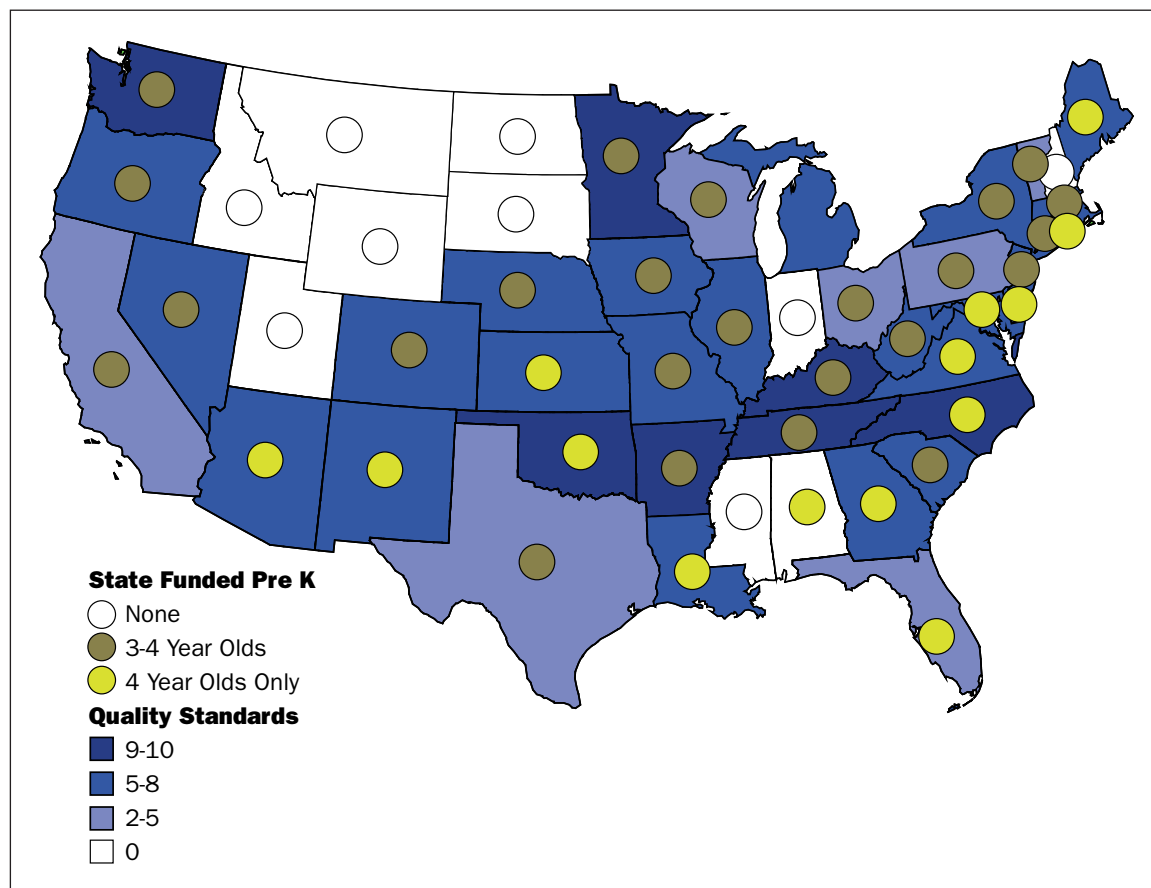 State Funded Pre K
None
3-4 Year Olds
4 Year Olds Only
Quality Standards
9-10
5-8
2-5
0